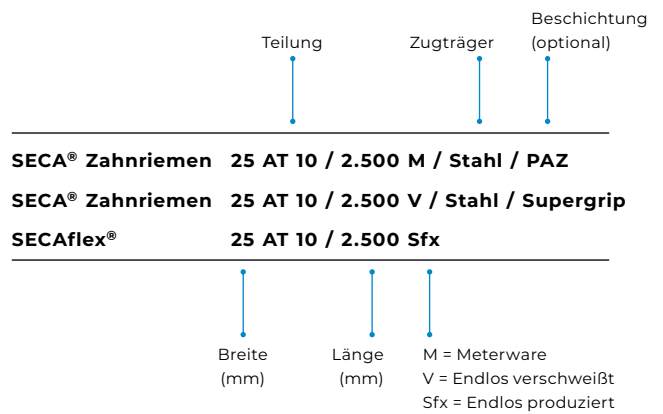 Beschichtung
Teilung Zugträger (optional)
SECA® Zahnriemen 25 AT 10 / 2.500 M / Stahl / PAZ
SECA® Zahnriemen 25 AT 10 / 2.500 V / Stahl / Supergrip
SECAflex® 25 AT 10 / 2.500 Sfx
Breite Länge M = Meterware
(mm) (mm) V = Endlos verschweißt
Sfx = Endlos produziert